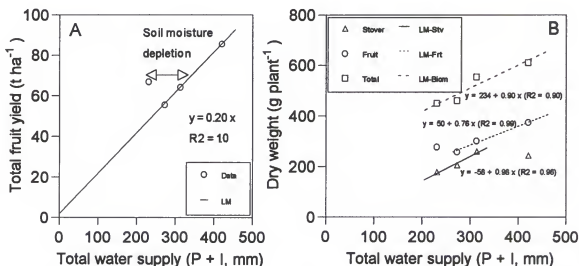 A
Soil moisture
depletion
y = 0.20 x
R2 = 1.0
Data
LM
100
80
60
40
20
0
0 100 200 300 400 500
Total fruit yield (t ha-1)
Total water supply (P + I, mm)
B
Stover LM-Stv
Fruit LM-Frt
Total LM-Biom
y = 234 + 0.90 x (R2 = 0.90)
y = 50 + 0.76 x (R2 = 0.99)
y = -58 + 0.98 x (R2 = 0.96)
800
600
400
200
0
0 100 200 300 400 500
Dry weight (g plant-1)
Total water supply (P + I, mm)